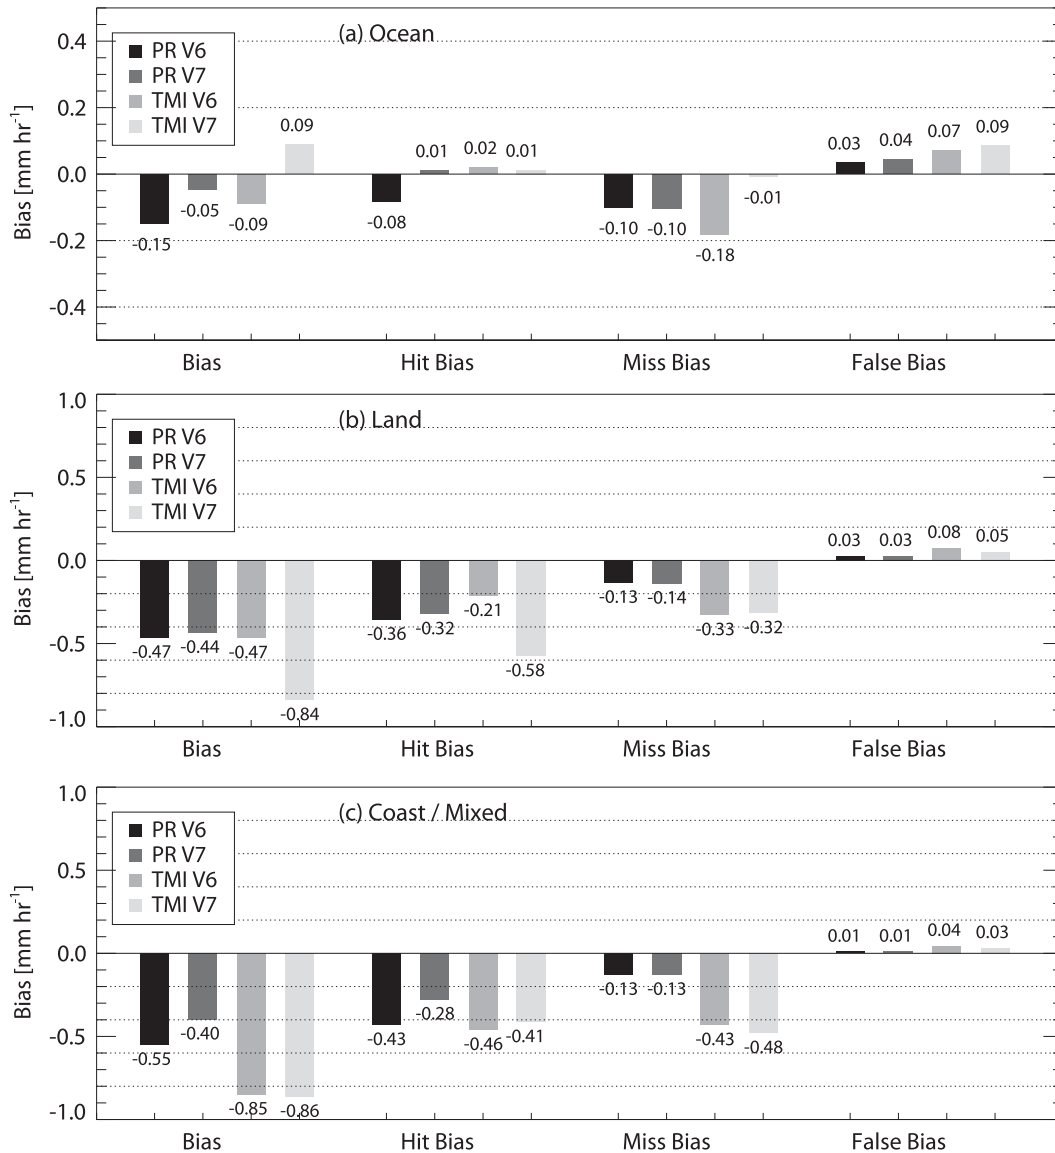 (a) Ocean
PR V6
PR V7
TMI V6
TMI V7
Bias [mm hr⁻¹]
0.4
0.2
0.0
-0.2
-0.4
-0.15
-0.05
-0.09
0.09
-0.08
0.01
0.02
0.01
-0.10
-0.10
-0.18
-0.01
0.03
0.04
0.07
0.09
Bias
Hit Bias
Miss Bias
False Bias
(b) Land
PR V6
PR V7
TMI V6
TMI V7
Bias [mm hr⁻¹]
1.0
0.5
0.0
-0.5
-1.0
-0.47
-0.44
-0.47
-0.84
-0.36
-0.32
-0.21
-0.58
-0.13
-0.14
-0.33
-0.32
0.03
0.03
0.08
0.05
Bias
Hit Bias
Miss Bias
False Bias
(c) Coast / Mixed
PR V6
PR V7
TMI V6
TMI V7
Bias [mm hr⁻¹]
1.0
0.5
0.0
-0.5
-1.0
-0.55
-0.40
-0.85
-0.86
-0.43
-0.28
-0.46
-0.41
-0.13
-0.13
-0.43
-0.48
0.01
0.01
0.04
0.03
Bias
Hit Bias
Miss Bias
False Bias